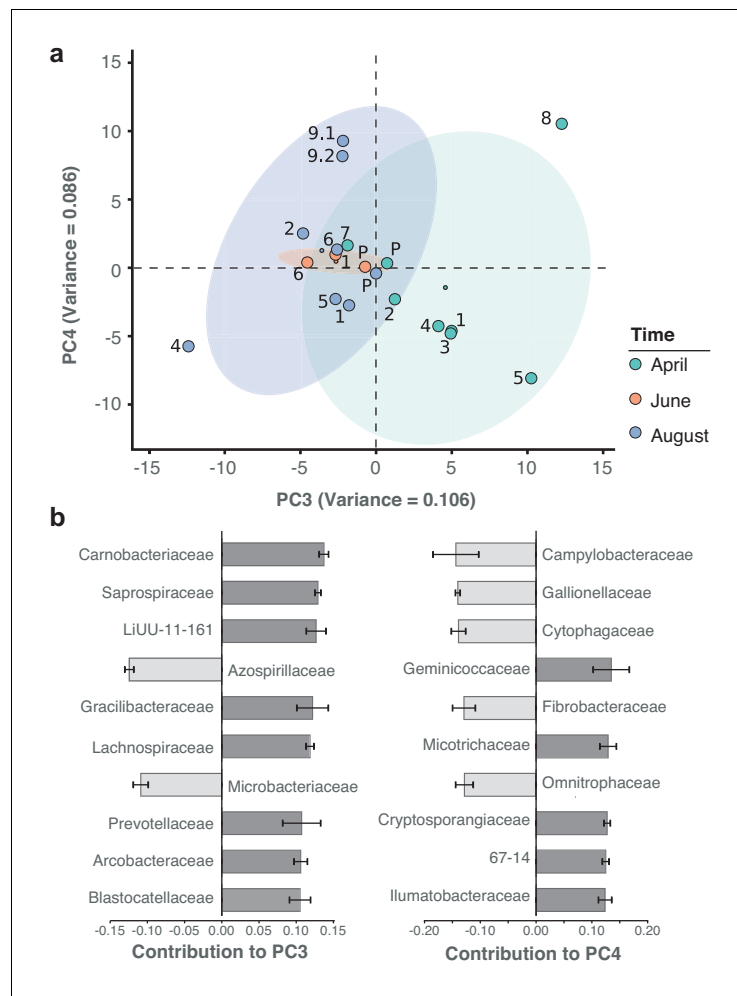 a
15
10
5
0
-5
-10
PC4 (Variance = 0.086)
8
9.1
9.2
2
6
7
P
P
1
6
P
5
1
2
4
1
3
4
5
-15
-10
-5
0
5
10
15
PC3 (Variance = 0.106)
Time
April
June
August
b
Carnobacteriaceae
Saprospiraceae
LiUU-11-161
Azospirillaceae
Gracilibacteraceae
Lachnospiraceae
Microbacteriaceae
Prevotellaceae
Arcobacteraceae
Blastocatellaceae
-0.15
-0.10
0.00
0.00
0.10
0.15
Contribution to PC3
Campylobacteraceae
Gallionellaceae
Cytophagaceae
Geminicoccaceae
Fibrobacteraceae
Micotrichaceae
Omnitrophaceae
Cryptosporangiaceae
67-14
Ilumatobacteraceae
-0.20
-0.10
0.00
0.10
0.20
Contribution to PC4